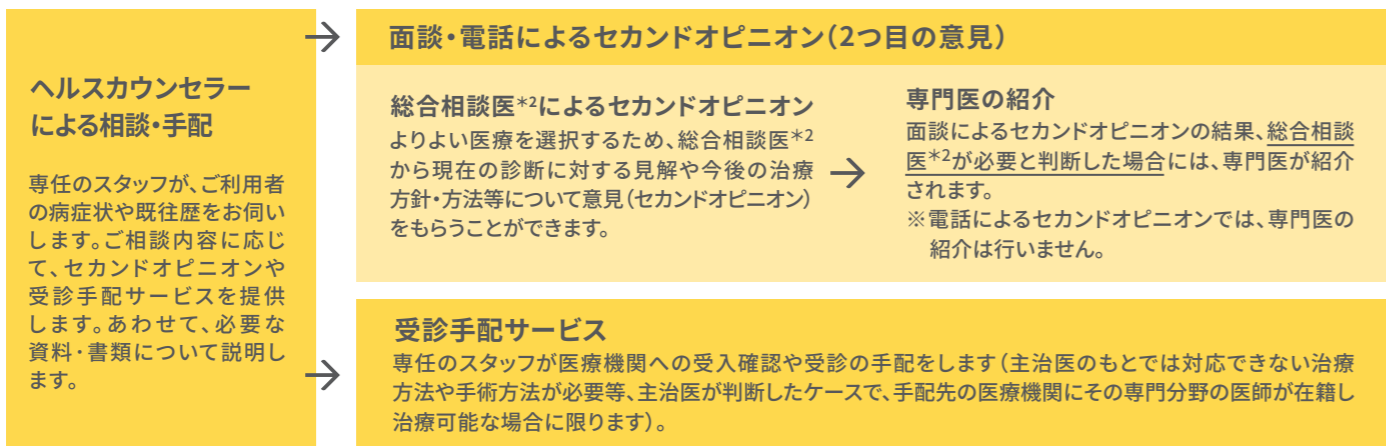 ヘルスカウンセラー
による相談・手配
専任のスタッフが、ご利用者
の病症状や既往歴をお伺い
します。ご相談内容に応じ
て、セカンドオピニオンや
受診手配サービスを提供
します。あわせて、必要な
資料・書類について説明し
ます。
→
面談・電話によるセカンドオピニオン(2つ目の意見)
総合相談医*2によるセカンドオピニオン
よりよい医療を選択するため、総合相談医*2
から現在の診断に対する見解や今後の治療
方針・方法等について意見(セカンドオピニオン)
をもらうことができます。
→
専門医の紹介
面談によるセカンドオピニオンの結果、総合相談
医*2が必要と判断した場合には、専門医が紹介
されます。
※電話によるセカンドオピニオンでは、専門医の
紹介は行いません。
→
受診手配サービス
専任のスタッフが医療機関への受入確認や受診の手配をします(主治医のもとでは対応できない治療
方法や手術方法が必要等、主治医が判断したケースで、手配先の医療機関にその専門分野の医師が在籍し
治療可能な場合に限ります)。